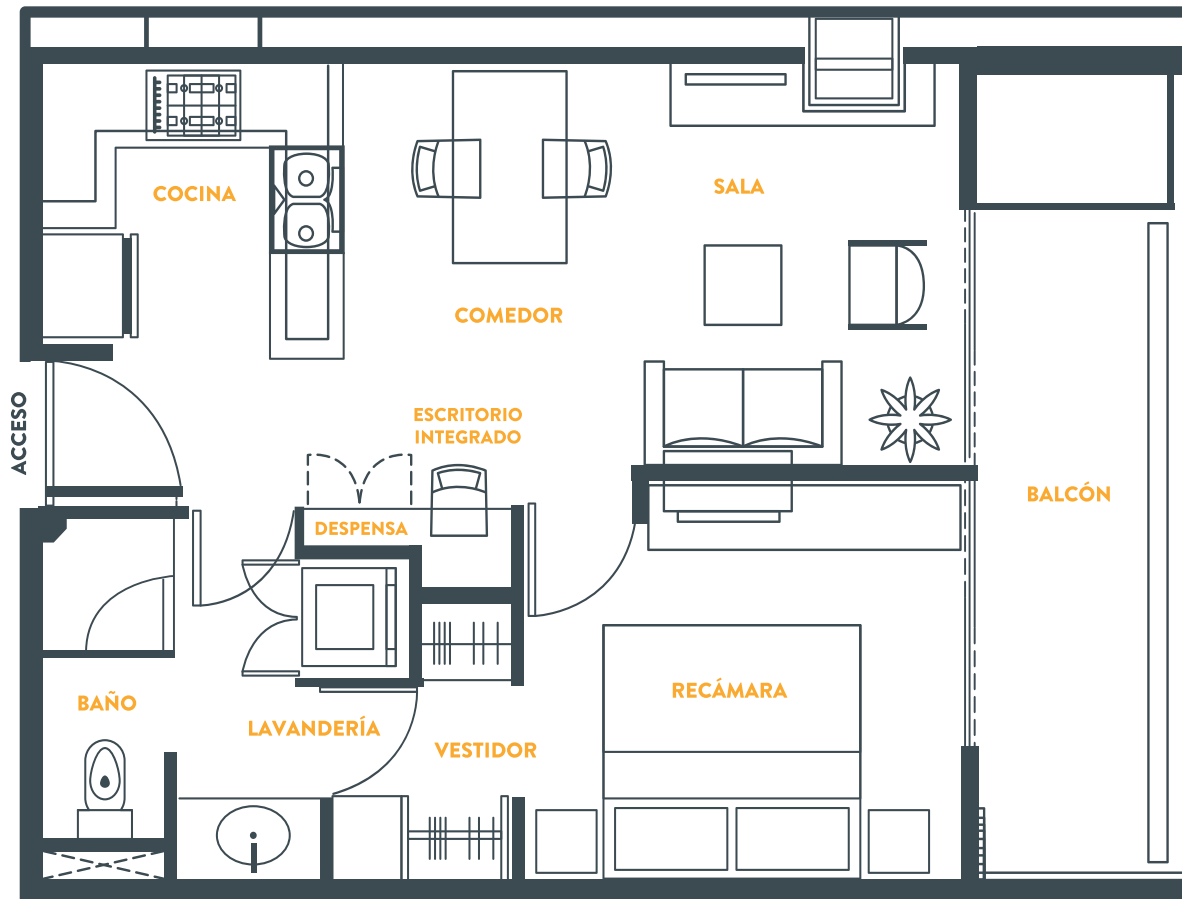 COCINA
SALA
COMEDOR
ACCESO
ESCRITORIO
INTEGRADO
BALCÓN
DESPENSA
RECÁMARA
BAÑO
LAVANDERÍA
VESTIDOR